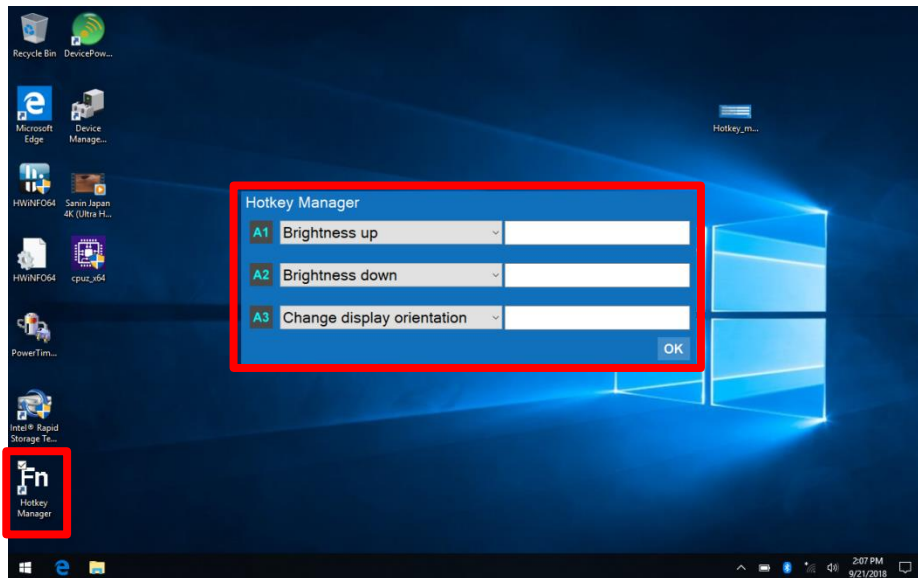 Recycle Bin
DevicePow...
Microsoft
Edge
Device
Manage...
Hotkey_m...
HWiNFO64
Sanin Japan
4K (Ultra H...
Hotkey Manager
A1 Brightness up
A2 Brightness down
A3 Change display orientation
OK
HWiNFO64
cpuz_x64
PowerTim...
Intel® Rapid
Storage Te...
Fn
Hotkey
Manager
2:07 PM
9/21/2018